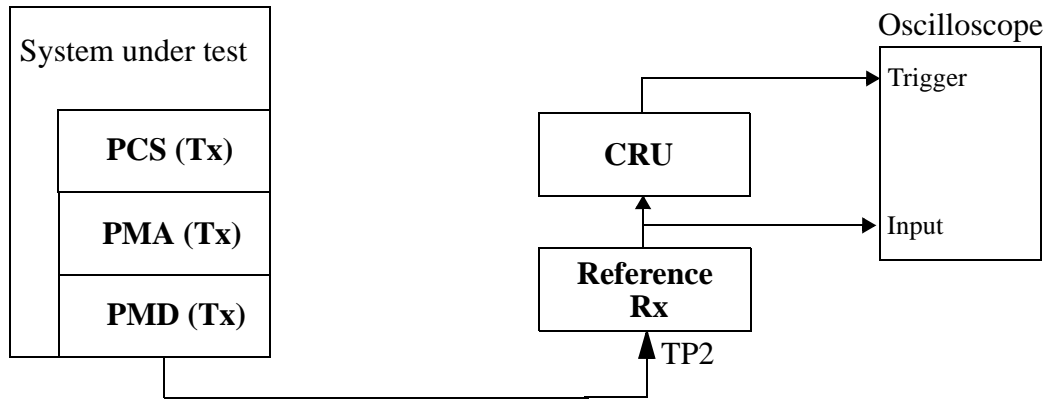 System under test
PCS (Tx)
PMA (Tx)
PMD (Tx)
CRU
Reference
Rx
TP2
Oscilloscope
Trigger
Input